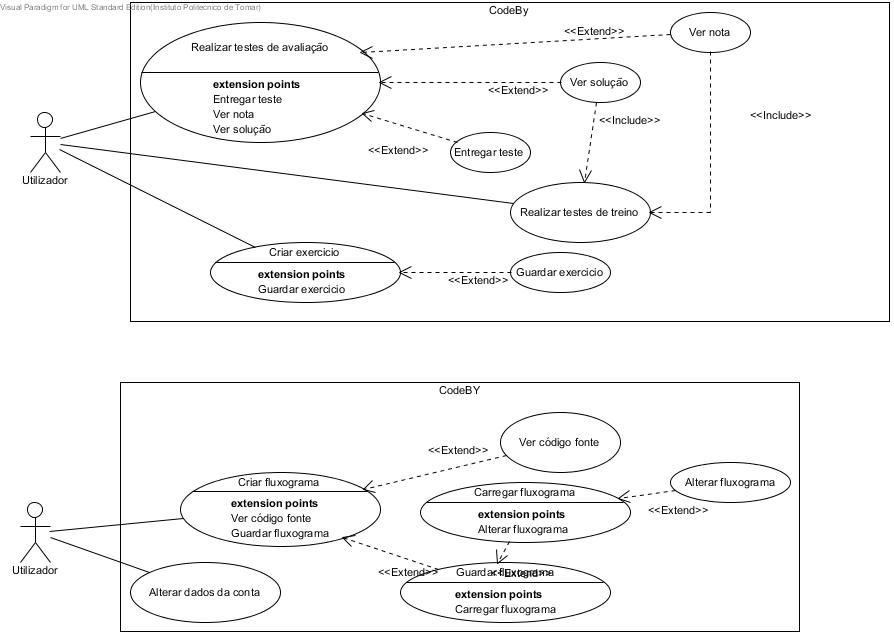 Visual Paradigm for UML Standard Edition(Instituto Politecnico de Tomar)
CodeBy
Realizar testes de avaliação
extension points
Entregar teste
Ver nota
Ver solução
<<Extend>>
Ver nota
<<Extend>>
Ver solução
<<Include>>
<<Include>>
<<Extend>>
Entregar teste
Utilizador
Realizar testes de treino
Criar exercicio
extension points
Guardar exercicio
<<Extend>>
Guardar exercicio
CodeBY
Ver código fonte
<<Extend>>
Criar fluxograma
extension points
Ver código fonte
Guardar fluxograma
Carregar fluxograma
extension points
Alterar fluxograma
Alterar fluxograma
<<Extend>>
Utilizador
<<Extend>>
Guardar fluxograma
<<Extend>>
extension points
Carregar fluxograma
Alterar dados da conta